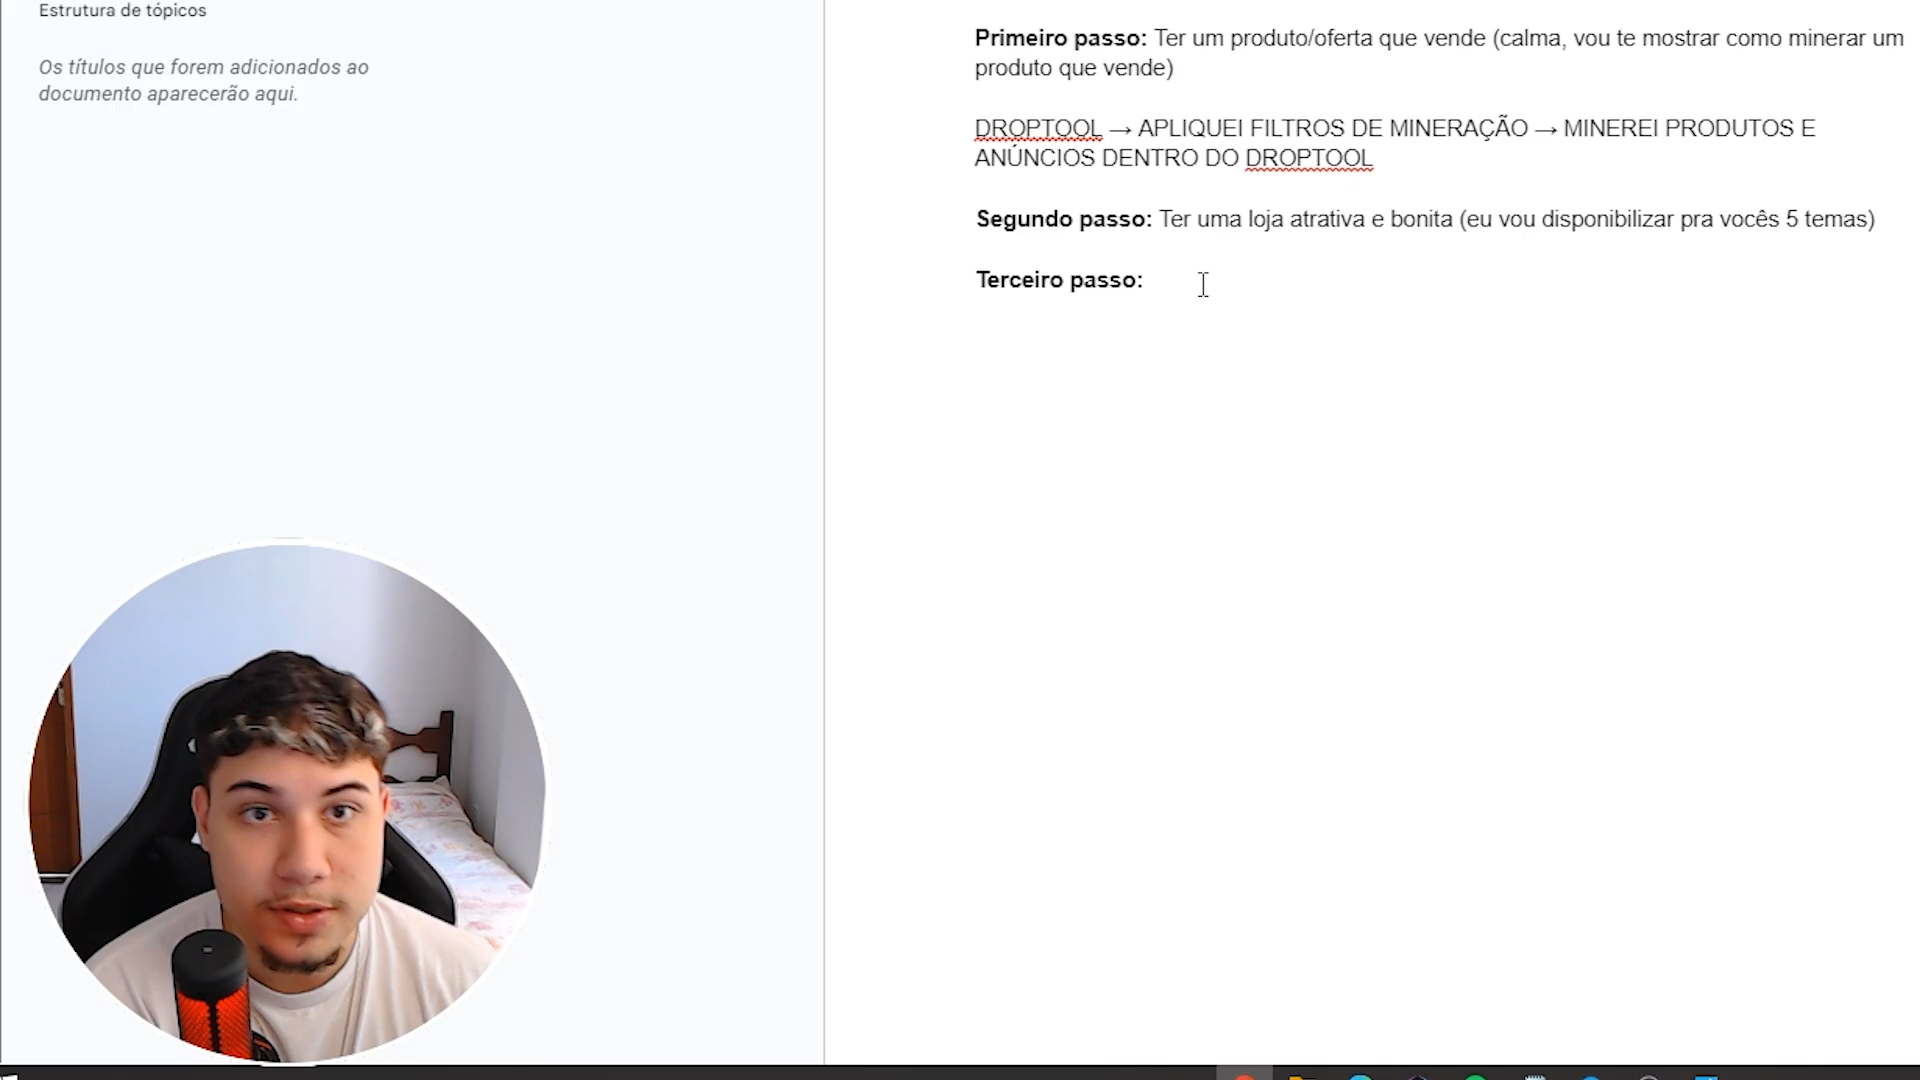 Estrutura de tópicos
Os títulos que forem adicionados ao
documento aparecerão aqui.
Primeiro passo: Ter um produto/oferta que vende (calma, vou te mostrar como minerar um
produto que vende)
DROPTOOL → APLIQUEI FILTROS DE MINERAÇÃO → MINEREI PRODUTOS E
ANÚNCIOS DENTRO DO DROPTOOL
Segundo passo: Ter uma loja atrativa e bonita (eu vou disponibilizar pra vocês 5 temas)
Terceiro passo: